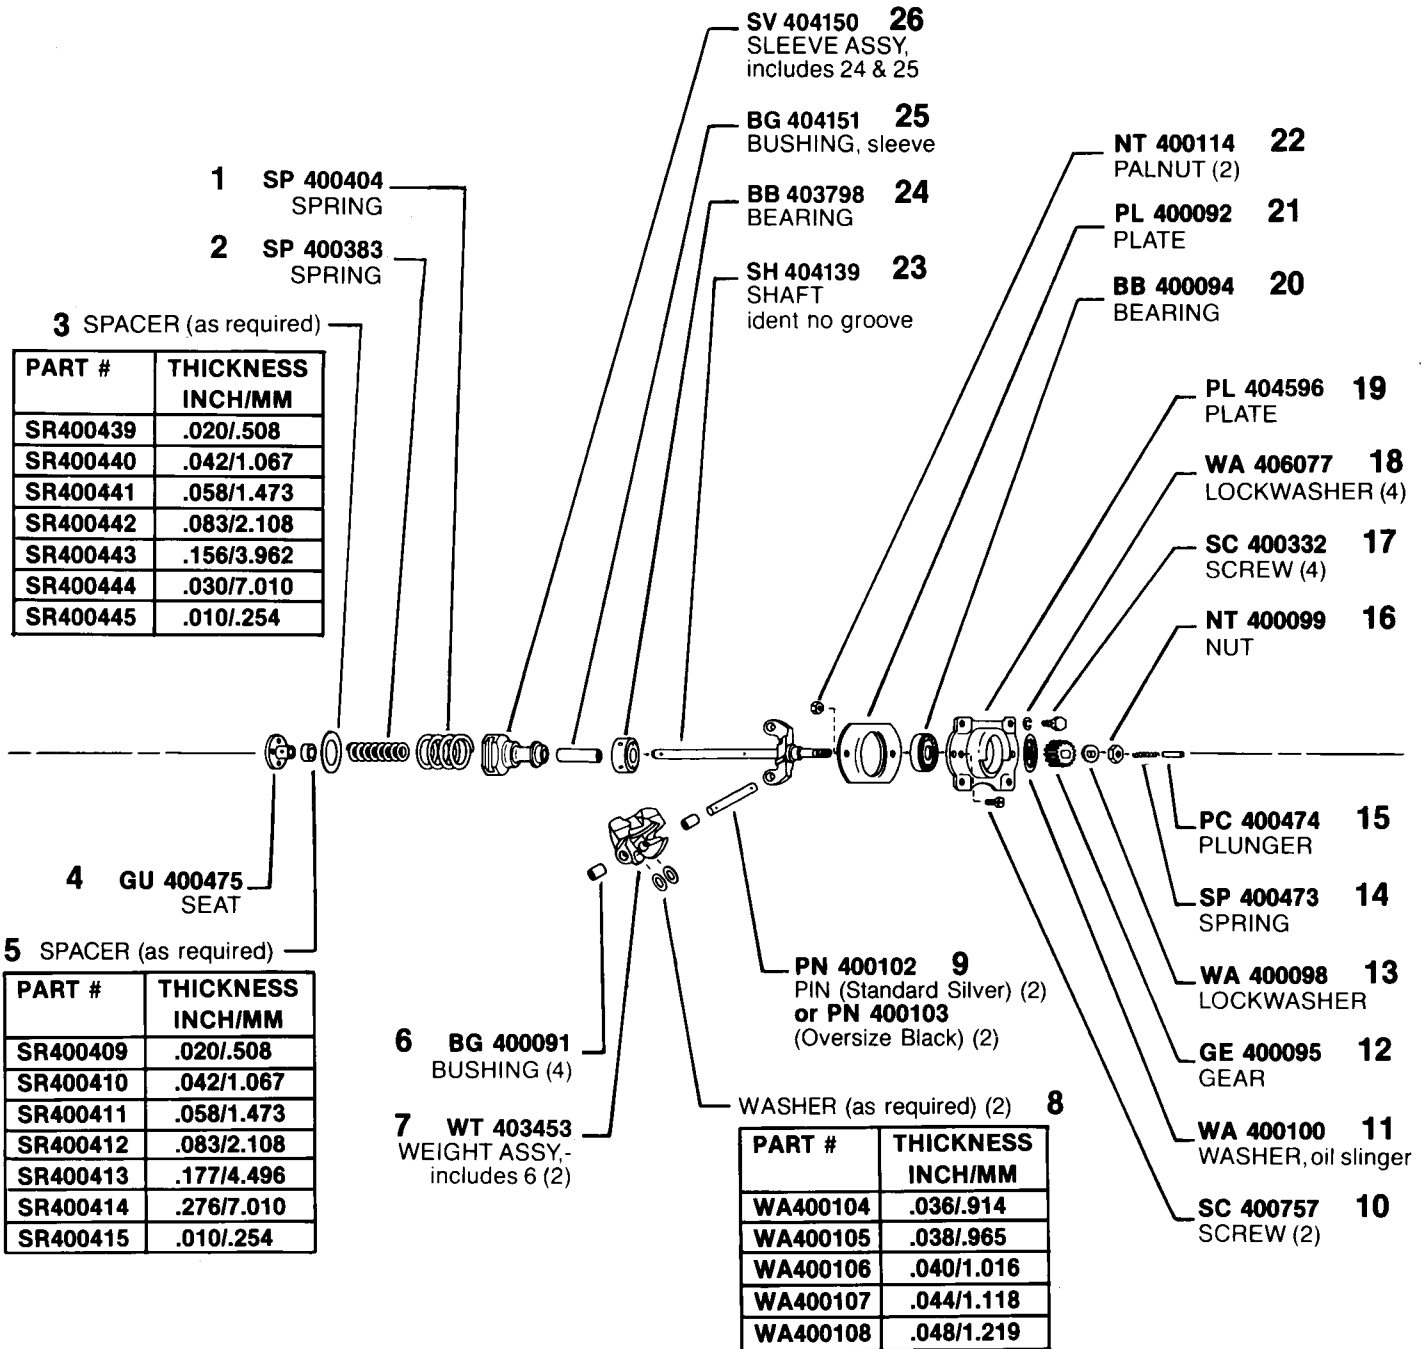 SV 404150 26
SLEEVE ASSY,
includes 24 & 25
BG 404151 25
BUSHING, sleeve
BB 403798 24
BEARING
SH 404139 23
SHAFT
ident no groove
NT 400114 22
PALNUT (2)
PL 400092 21
PLATE
BB 400094 20
BEARING
PL 404596 19
PLATE
WA 406077 18
LOCKWASHER (4)
SC 400332 17
SCREW (4)
NT 400099 16
NUT
1 SP 400404
SPRING
2 SP 400383
SPRING
3 SPACER (as required)
PART # THICKNESS
INCH/MM
SR400439 .020/.508
SR400440 .042/1.067
SR400441 .058/1.473
SR400442 .083/2.108
SR400443 .156/3.962
SR400444 .030/7.010
SR400445 .010/.254
4 GU 400475
SEAT
5 SPACER (as required)
PART # THICKNESS
INCH/MM
SR400409 .020/.508
SR400410 .042/1.067
SR400411 .058/1.473
SR400412 .083/2.108
SR400413 .177/4.496
SR400414 .276/7.010
SR400415 .010/.254
6 BG 400091
BUSHING (4)
7 WT 403453
WEIGHT ASSY,-
includes 6 (2)
PN 400102 9
PIN (Standard Silver) (2)
or PN 400103
(Oversize Black) (2)
WASHER (as required) (2) 8
PART # THICKNESS
INCH/MM
WA400104 .036/.914
WA400105 .038/.965
WA400106 .040/1.016
WA400107 .044/1.118
WA400108 .048/1.219
PC 400474 15
PLUNGER
SP 400473 14
SPRING
WA 400098 13
LOCKWASHER
GE 400095 12
GEAR
WA 400100 11
WASHER, oil slinger
SC 400757 10
SCREW (2)